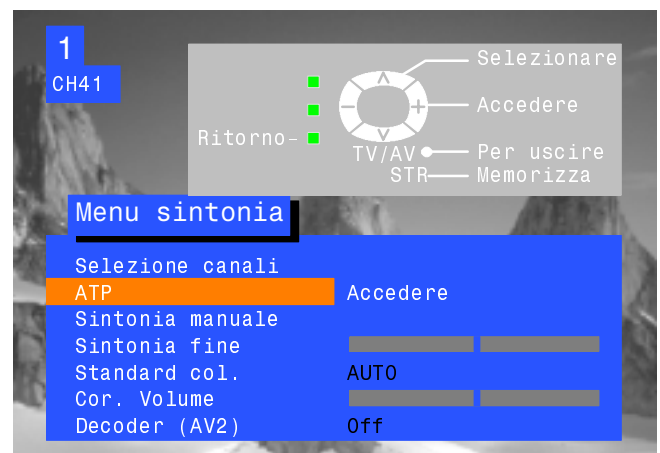 1
CH41
Selezionare
Accedere
Ritorno
TV/AV Per uscire
STR Memorizza
Menu sintonia
Selezione canali
ATP Accedere
Sintonia manuale
Sintonia fine
Standard col. AUTO
Cor. Volume
Decoder (AV2) Off